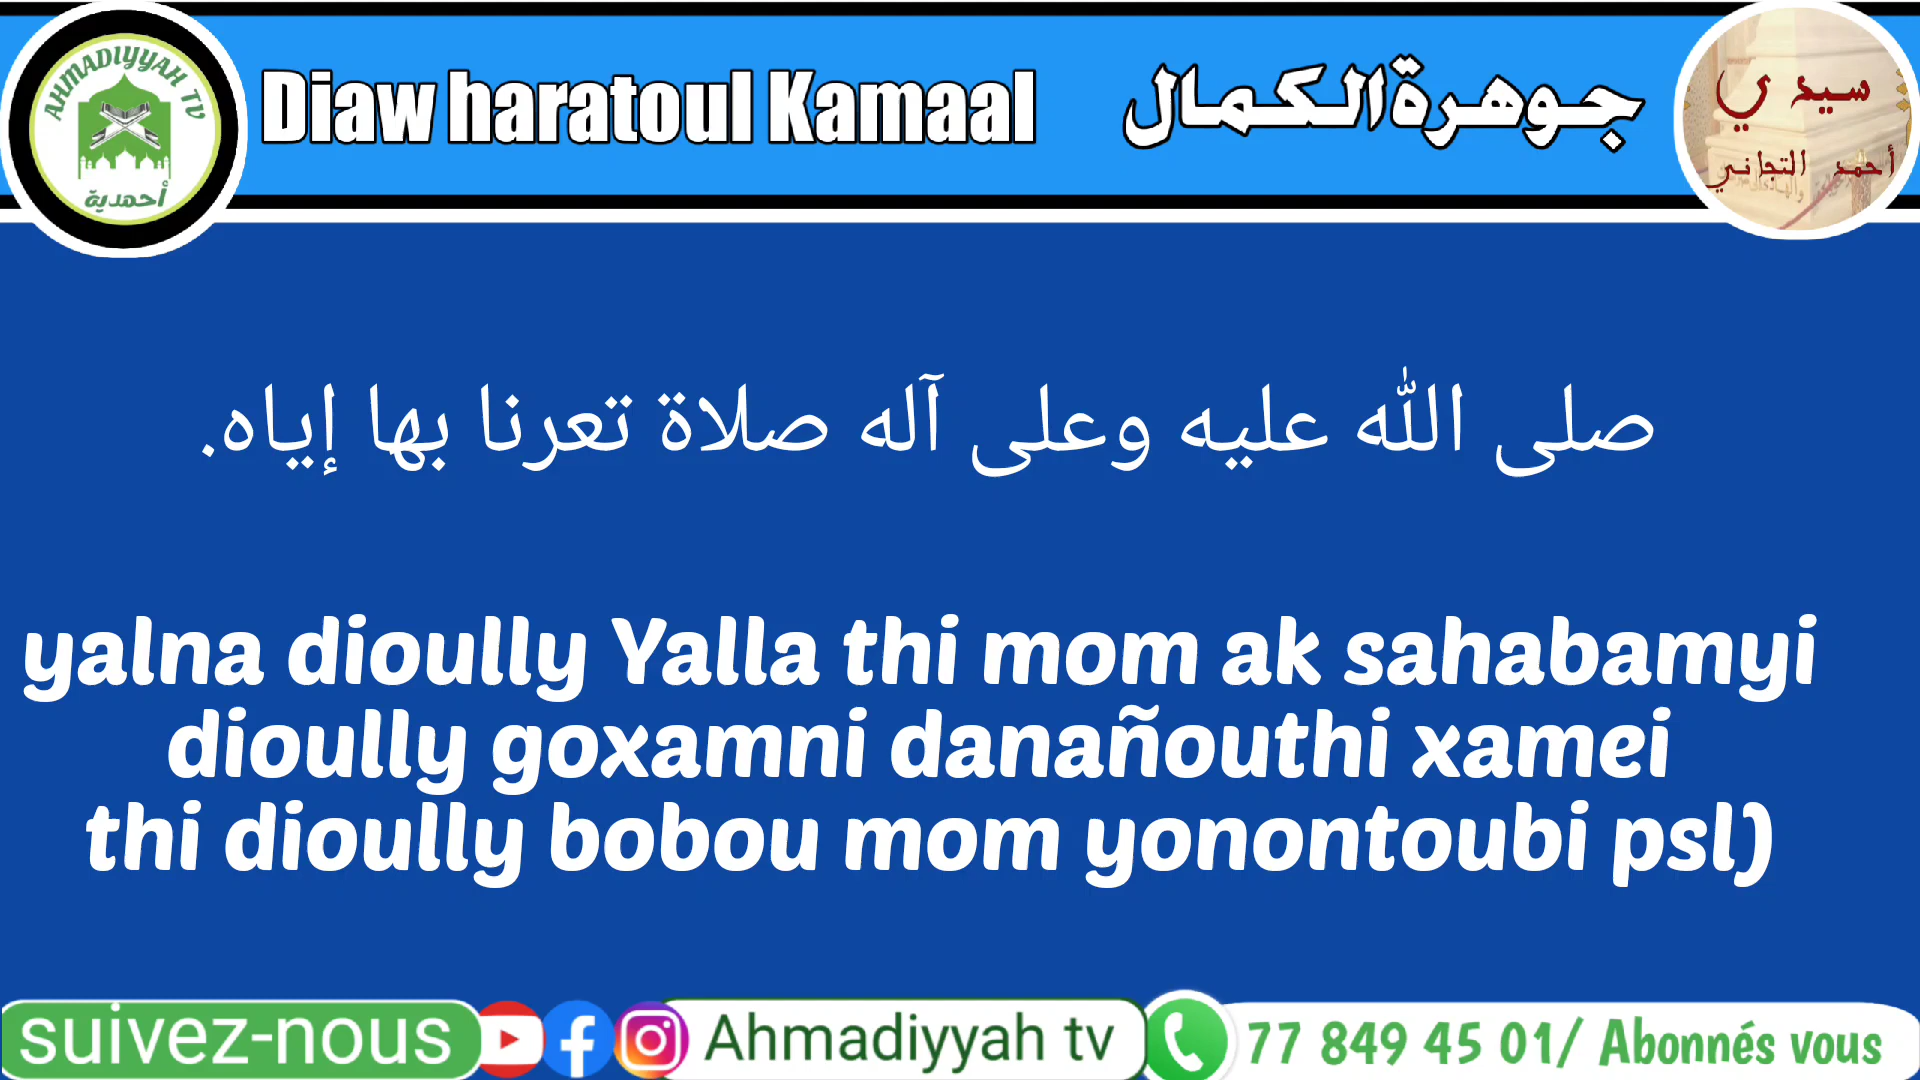 AHMADIYYAH TV
أحمدية
Diaw haratoul Kamaal
جوهرة الكمال
سيدي
أحمد التجاني
صلى الله عليه وعلى آله صلاة تعرنا بها إياه.
yalna dioully Yalla thi mom ak sahabamyi
dioully goxamni danañouthi xamei
thi dioully bobou mom yonontoubi psl)
suivez-nous
Ahmadiyyah tv
77 849 45 01/ Abonnés vous